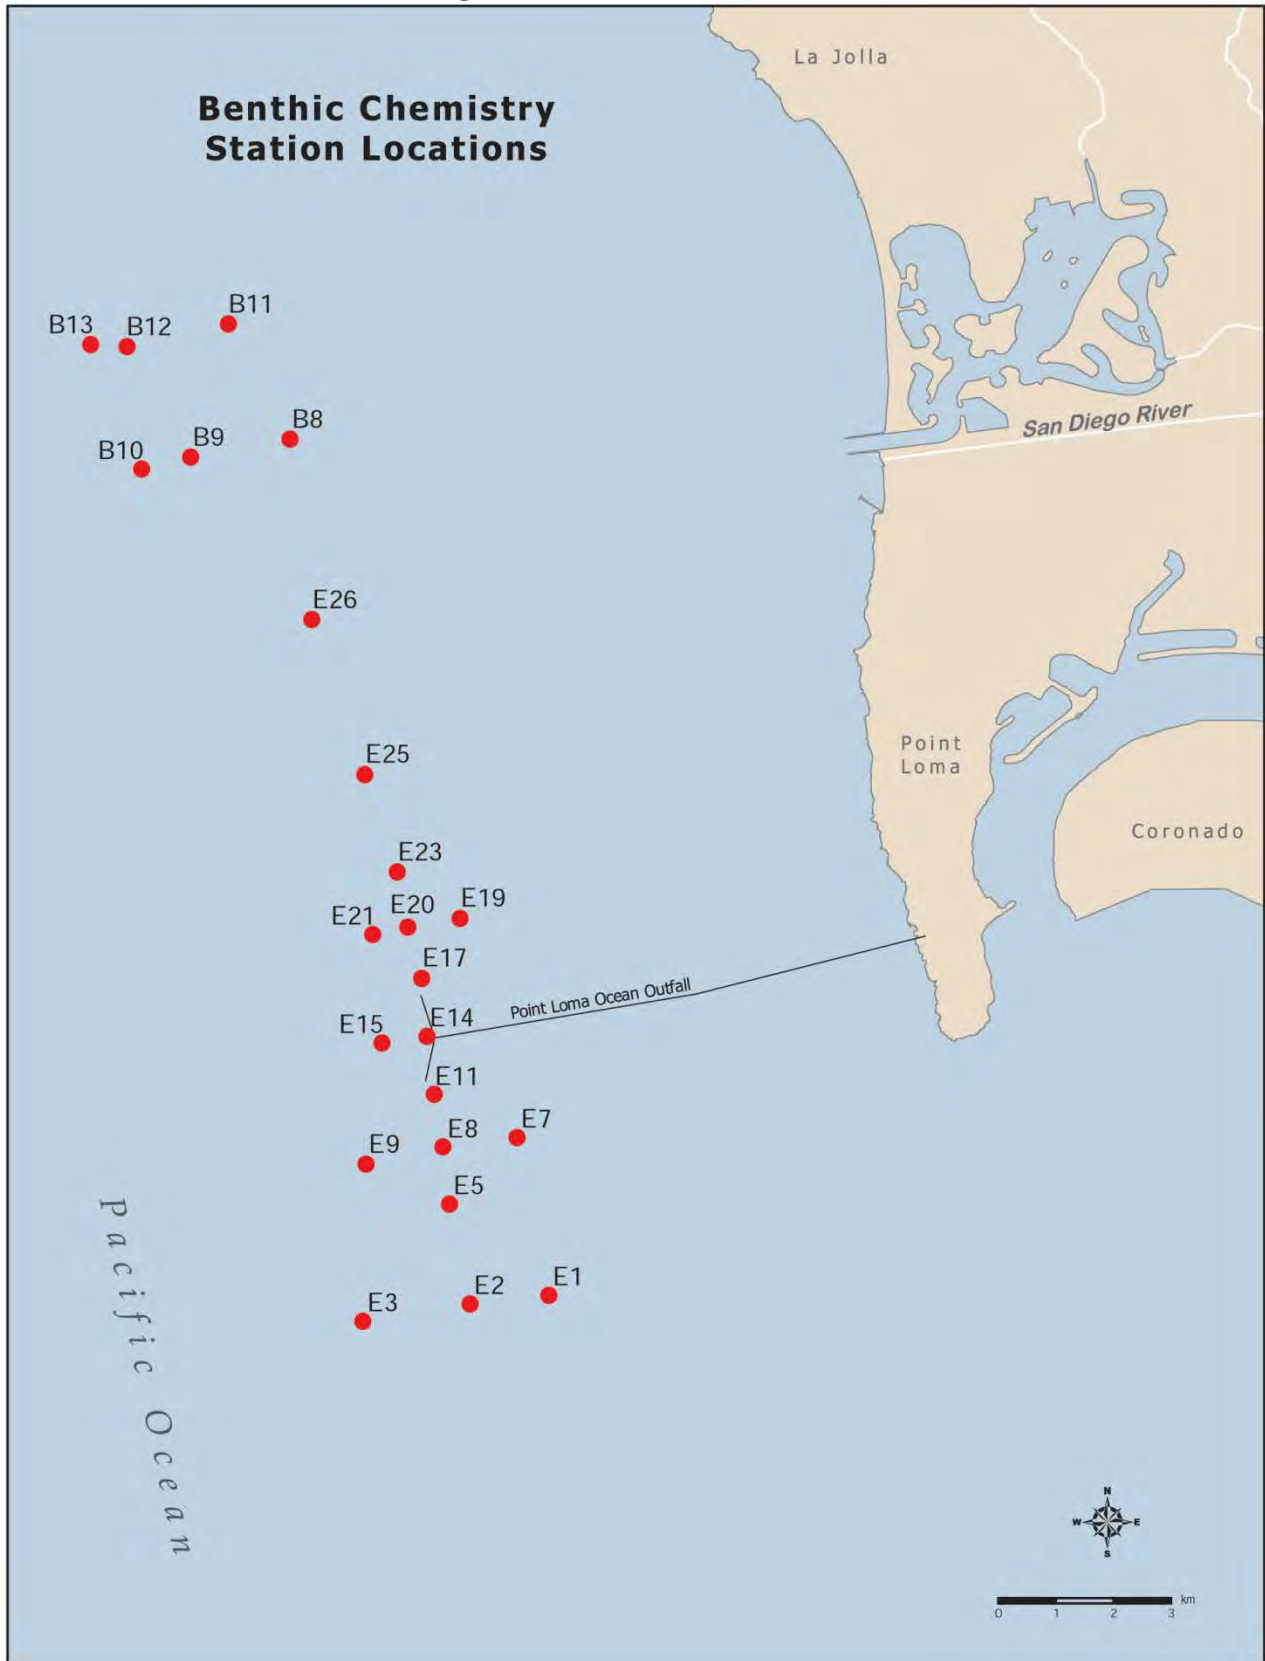 La Jolla
Benthic Chemistry
Station Locations
B11
B13
B12
B8
B9
B10
San Diego River
E26
Point
Loma
E25
Coronado
E23
E19
E20
E21
E17
Point Loma Ocean Outfall
E14
E15
E11
E7
E8
E9
E5
Pacific Ocean
E1
E2
E3
N
W E
S
km
0 1 2 3